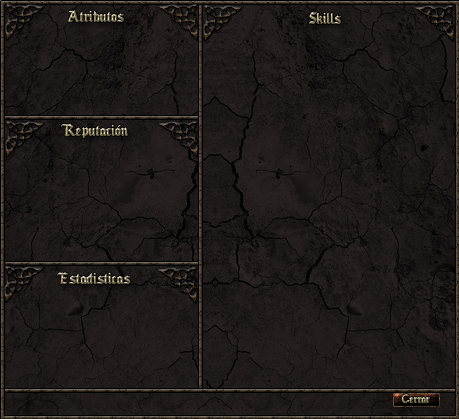 Atributos
Skills
Reputación
Estadísticas
Cerrar